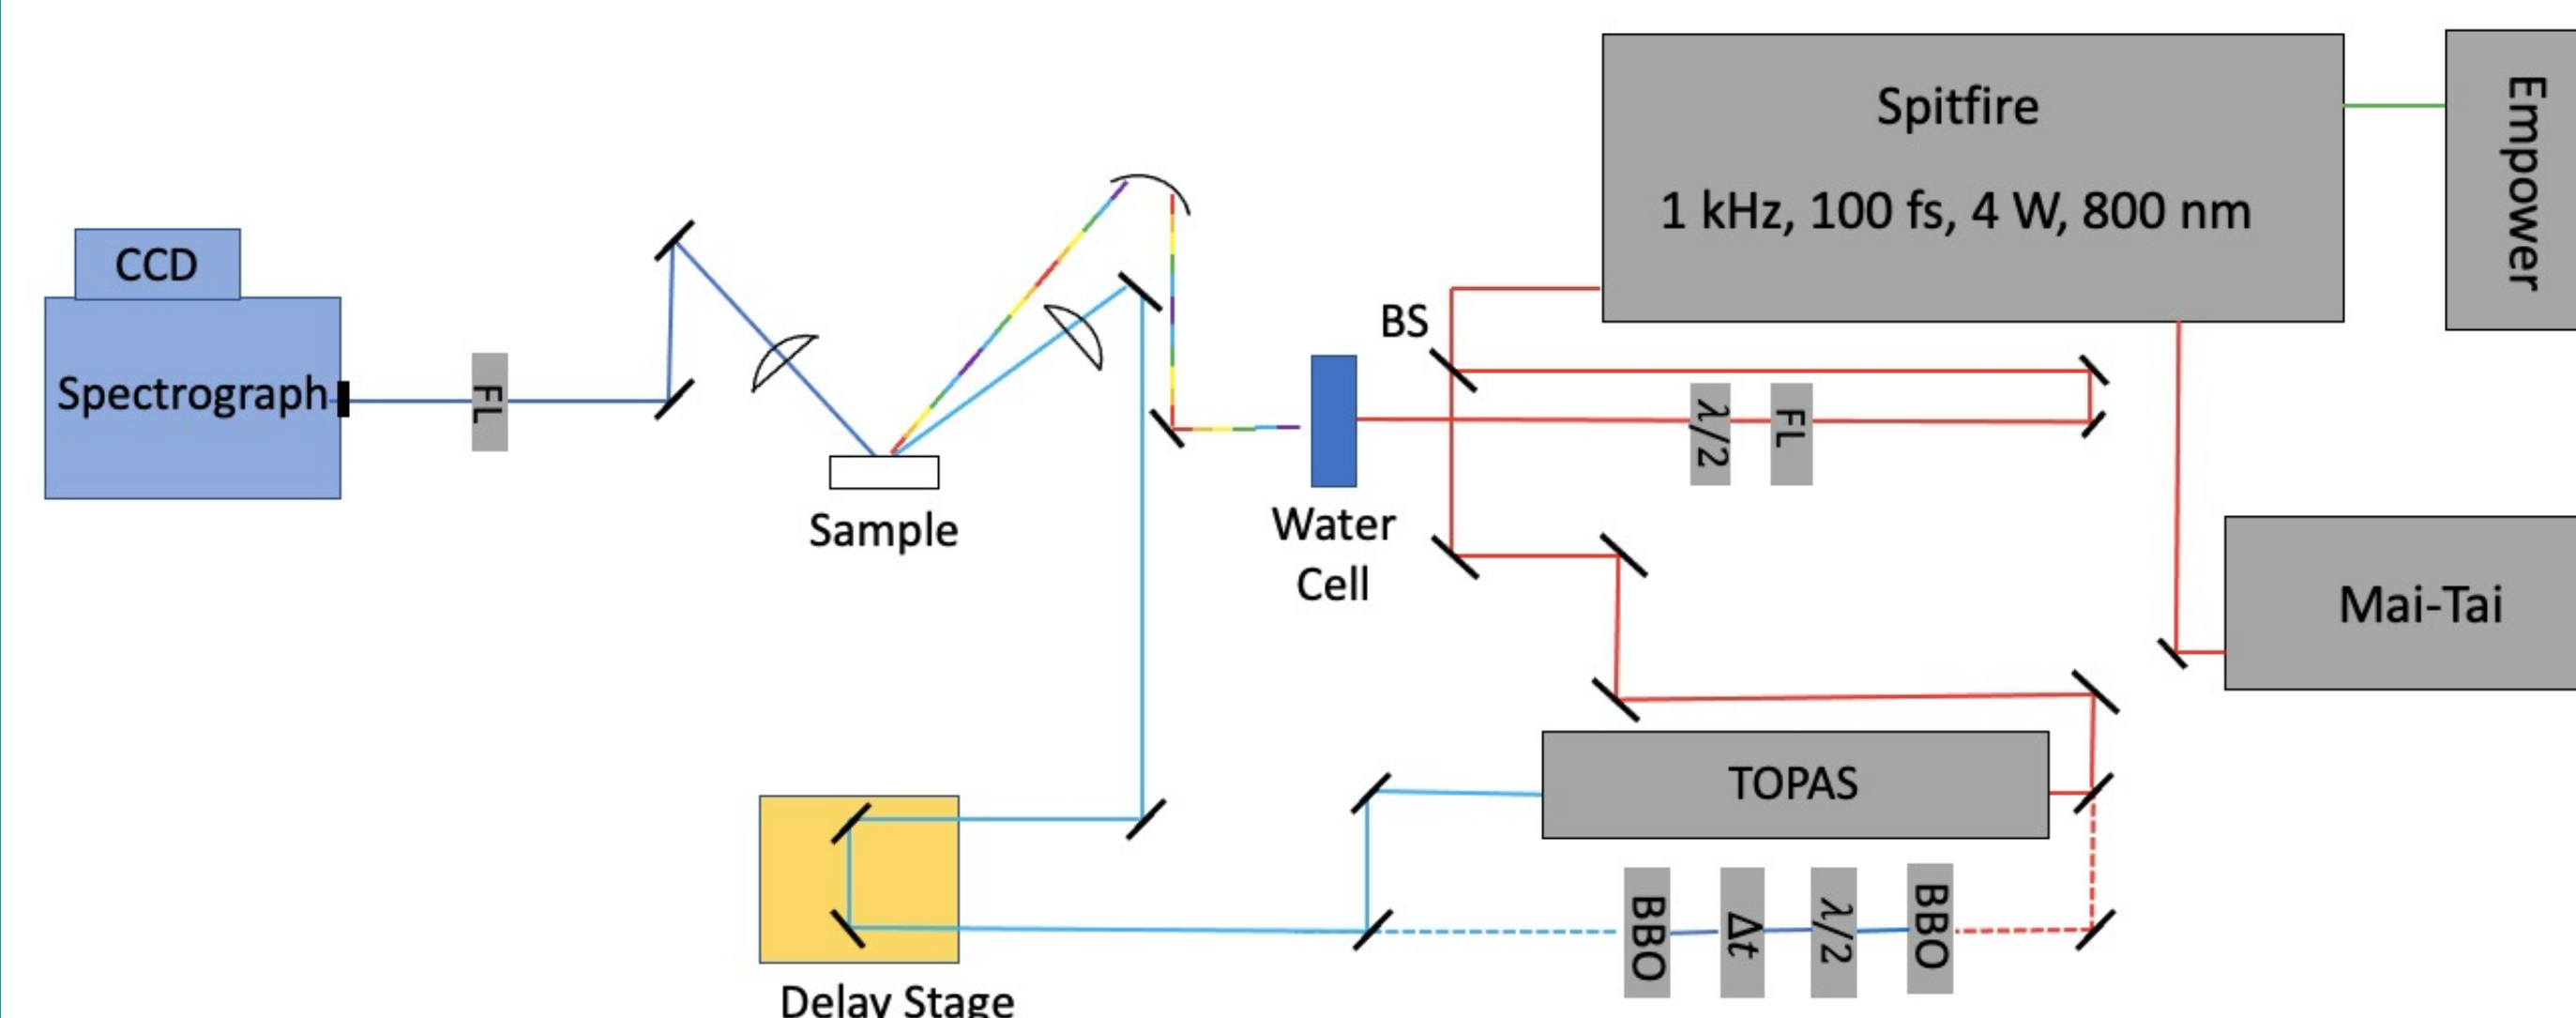 Spitfire
1 kHz, 100 fs, 4 W, 800 nm
Empower
CCD
Spectrograph
FL
BS
λ/2
FL
Sample
Water
Cell
Mai-Tai
TOPAS
BBO
Δt
λ/2
BBO
Delay Stage